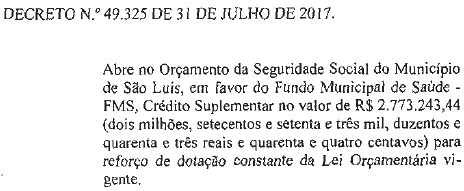 DECRETO N.º 49.325 DE 31 DE JULHO DE 2017.
Abre no Orçamento da Seguridade Social do Município
de São Luís, em favor do Fundo Municipal de Saúde -
FMS, Crédito Suplementar no valor de R$ 2.773.243,44
(dois milhões, setecentos e setenta e três mil, duzentos e
quarenta e três reais e quarenta e quatro centavos) para
reforço de dotação constante da Lei Orçamentária vi-
gente.